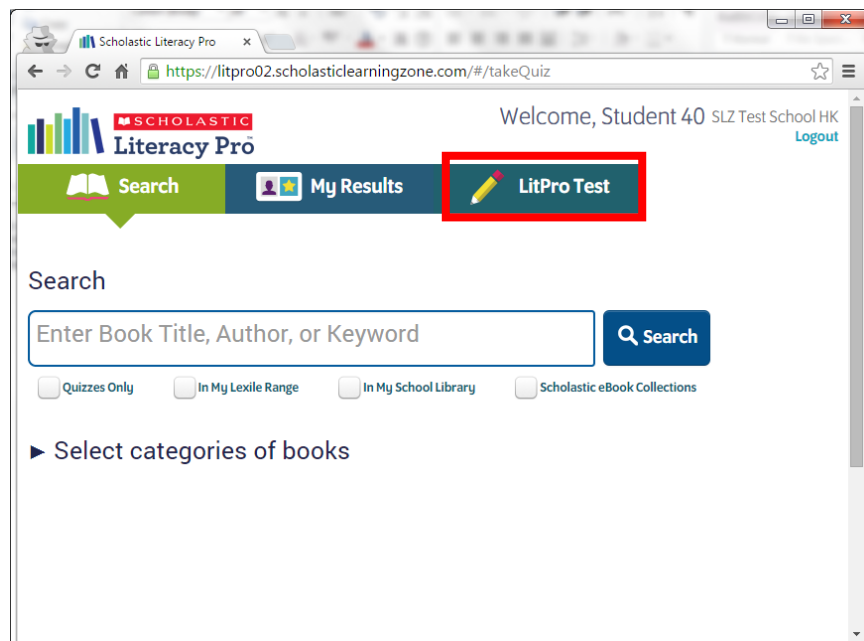 Scholastic Literacy Pro
https://litpro02.scholasticlearningzone.com/#/takeQuiz
SCHOLASTIC
Literacy Pro
Welcome, Student 40 SLZ Test School HK
Logout
Search My Results LitPro Test
Search
Enter Book Title, Author, or Keyword Search
Quizzes Only In My Lexile Range In My School Library Scholastic eBook Collections
► Select categories of books